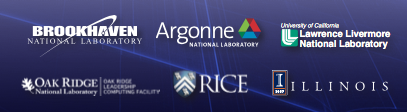 BROOKHAVEN
NATIONAL LABORATORY
Argonne
NATIONAL LABORATORY
University of California
Lawrence Livermore
National Laboratory
OAK RIDGE
National Laboratory
OAK RIDGE
LEADERSHIP
COMPUTING FACILITY
RICE
ILLINOIS